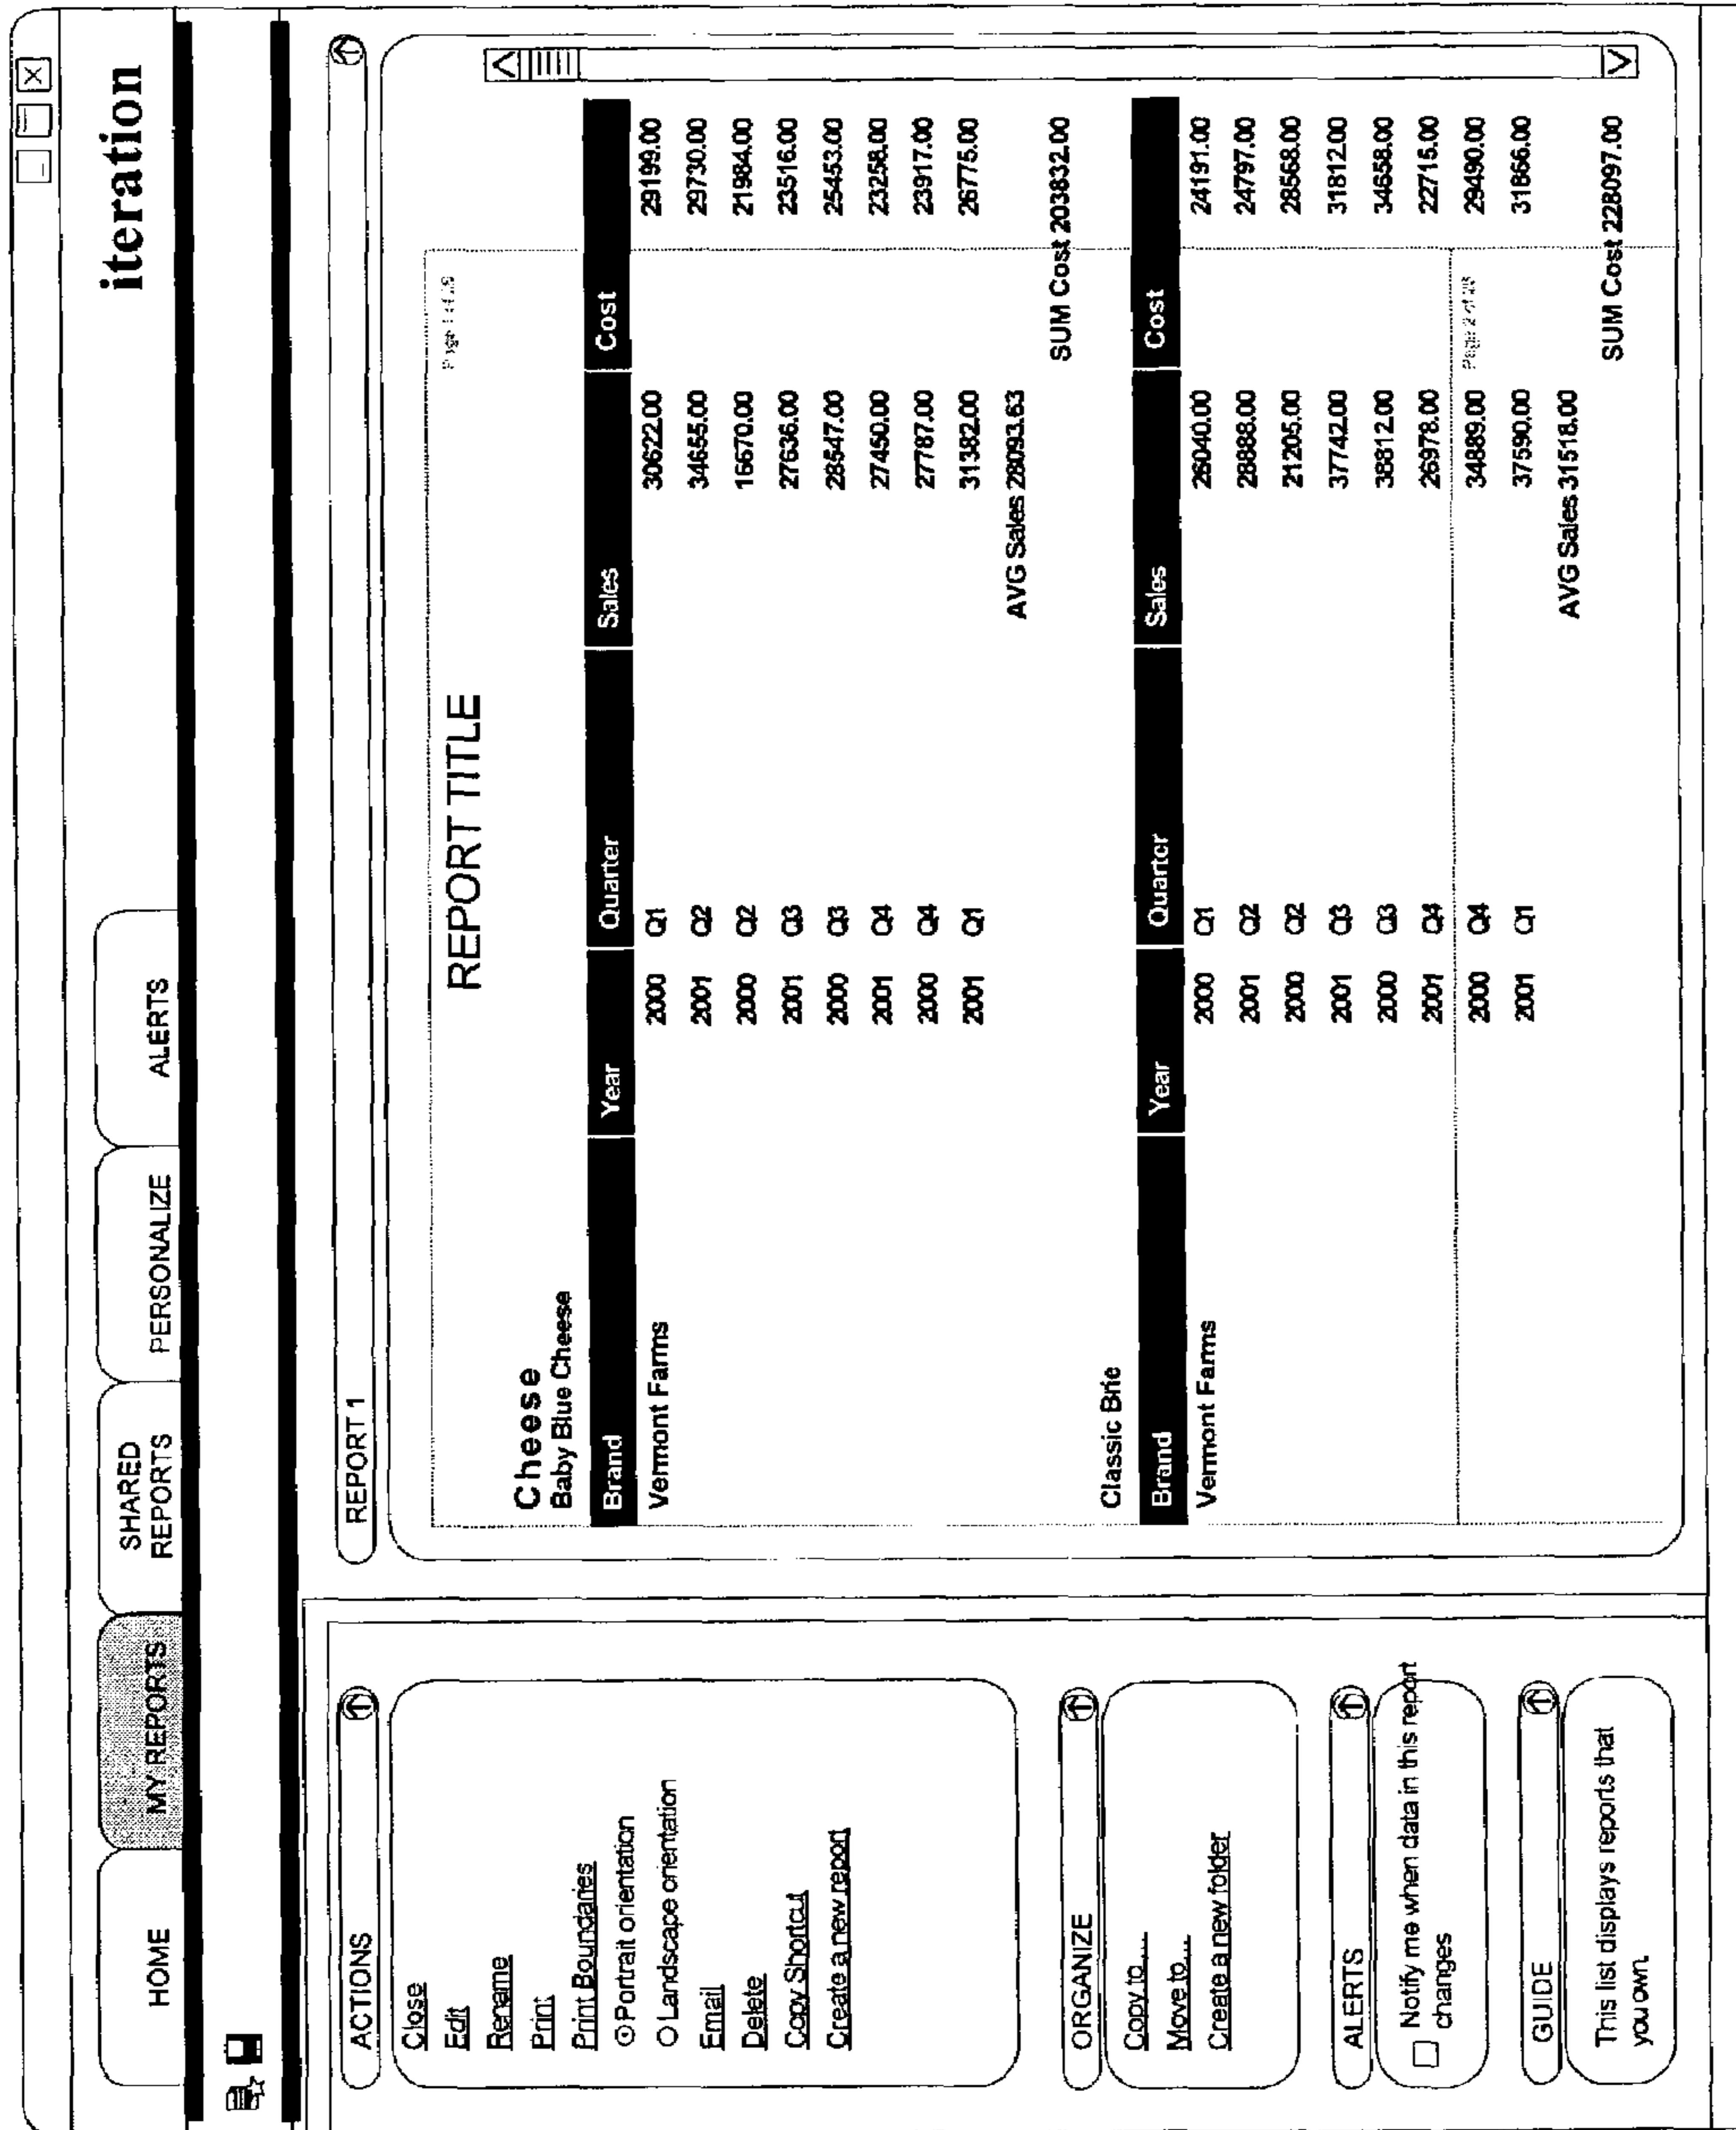 iteration
HOME
MY REPORTS
SHARED
REPORTS
PERSONALIZE
ALERTS
ACTIONS
Close
Edit
Rename
Print
Print Boundaries
Portrait orientation
Landscape orientation
Email
Delete
Copy Shortcut
Create a new report
ORGANIZE
Copy to ...
Move to ...
Create a new folder
ALERTS
Notify me when data in this report
changes
GUIDE
This list displays reports that
you own.
REPORT 1
REPORT TITLE
Cheese
Baby Blue Cheese
Brand Year Quarter Sales Cost
Vermont Farms 2000 Q1 30622.00 29199.00
2001 Q2 34655.00 29730.00
2000 Q2 16670.00 21984.00
2001 Q3 27636.00 23516.00
2000 Q3 28547.00 25453.00
2001 Q4 27450.00 23258.00
2000 Q4 27787.00 23917.00
2001 Q1 31382.00 26775.00
AVG Sales 28093.63
SUM Cost 203832.00
Classic Brie
Brand Year Quarter Sales Cost
Vermont Farms 2000 Q1 26040.00 24191.00
2001 Q2 28888.00 24797.00
2000 Q2 21205.00 28568.00
2001 Q3 37742.00 31812.00
2000 Q3 38812.00 34658.00
2001 Q4 26978.00 22715.00
Page 2 of
2000 Q4 34889.00 29490.00
2001 Q1 37590.00 31866.00
AVG Sales 31518.00
SUM Cost 228097.00